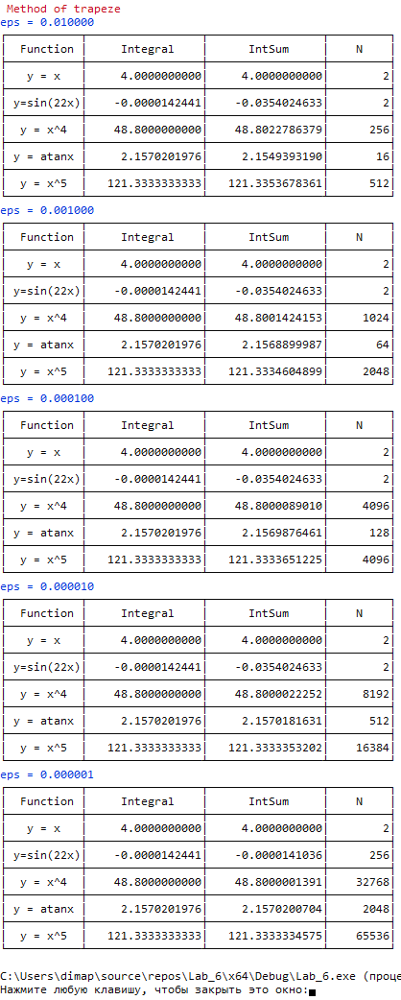 Method of trapeze
eps = 0.010000
Function Integral IntSum N
y = x 4.0000000000 4.0000000000 2
y=sin(22x) -0.0000142441 -0.0354024633 2
y = x^4 48.8000000000 48.8022786379 256
y = atanx 2.1570201976 2.1549393190 16
y = x^5 121.3333333333 121.3353678361 512
eps = 0.001000
Function Integral IntSum N
y = x 4.0000000000 4.0000000000 2
y=sin(22x) -0.0000142441 -0.0354024633 2
y = x^4 48.8000000000 48.8001424153 1024
y = atanx 2.1570201976 2.1568899987 64
y = x^5 121.3333333333 121.3334604899 2048
eps = 0.000100
Function Integral IntSum N
y = x 4.0000000000 4.0000000000 2
y=sin(22x) -0.0000142441 -0.0354024633 2
y = x^4 48.8000000000 48.8000089010 4096
y = atanx 2.1570201976 2.1569876461 128
y = x^5 121.3333333333 121.3333651225 4096
eps = 0.000010
Function Integral IntSum N
y = x 4.0000000000 4.0000000000 2
y=sin(22x) -0.0000142441 -0.0354024633 2
y = x^4 48.8000000000 48.8000022252 8192
y = atanx 2.1570201976 2.1570181631 512
y = x^5 121.3333333333 121.3333353202 16384
eps = 0.000001
Function Integral IntSum N
y = x 4.0000000000 4.0000000000 2
y=sin(22x) -0.0000142441 -0.0000141036 256
y = x^4 48.8000000000 48.8000001391 32768
y = atanx 2.1570201976 2.1570200704 2048
y = x^5 121.3333333333 121.3333334575 65536
C:\Users\dimap\source\repos\Lab_6\x64\Debug\Lab_6.exe (проце
Нажмите любую клавишу, чтобы закрыть это окно: